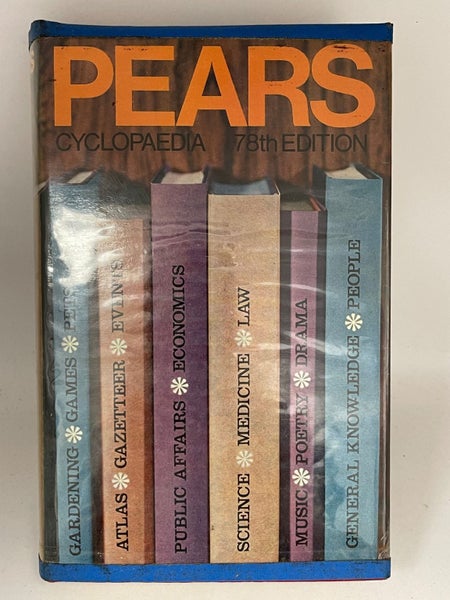 PEARS
CYCLOPAEDIA 78th EDITION
GARDENING * GAMES * PETS
ATLAS * GAZETTEER * EVENTS
PUBLIC AFFAIRS * ECONOMICS
SCIENCE * MEDICINE * LAW
MUSIC * POETRY * DRAMA
GENERAL KNOWLEDGE * PEOPLE